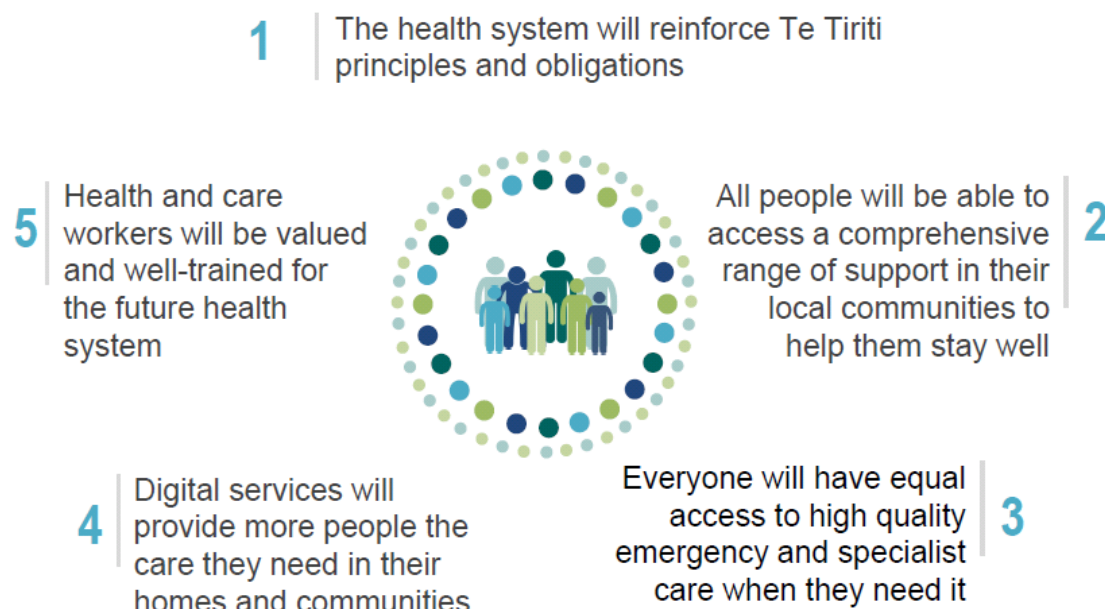 1
The health system will reinforce Te Tiriti
principles and obligations
2
All people will be able to
access a comprehensive
range of support in their
local communities to
help them stay well
3
Everyone will have equal
access to high quality
emergency and specialist
care when they need it
4
Digital services will
provide more people the
care they need in their
homes and communities
5
Health and care
workers will be valued
and well-trained for
the future health
system